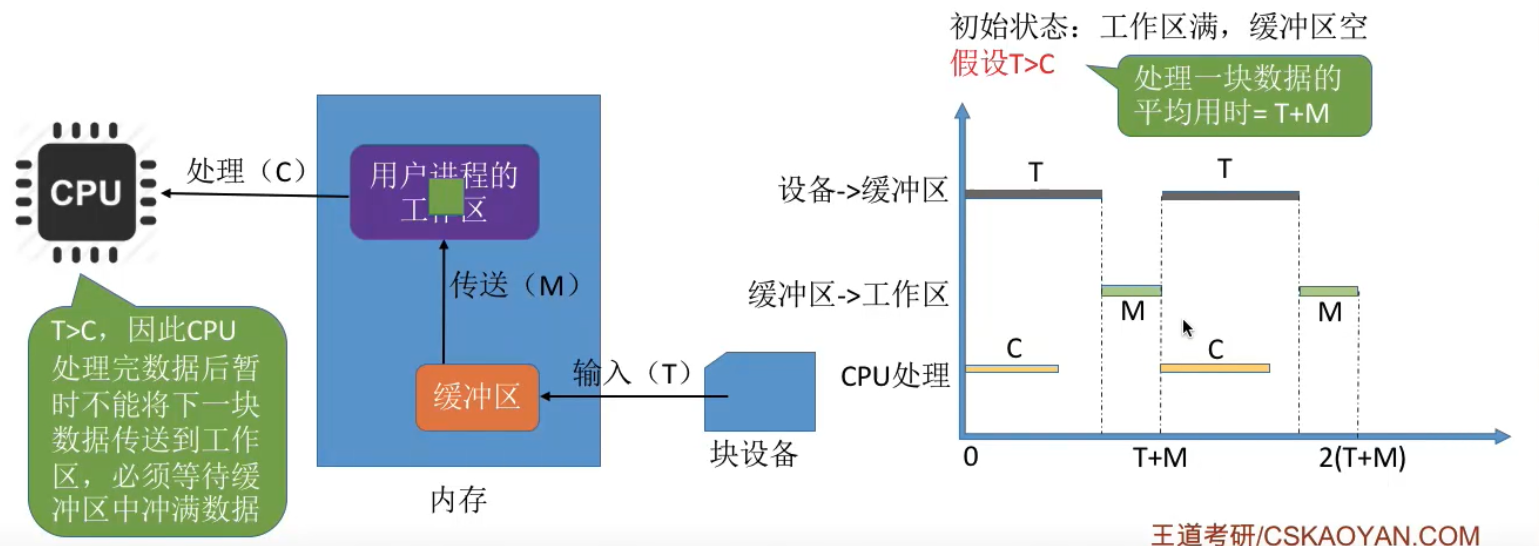 初始状态：工作区满，缓冲区空
假设T>C
处理一块数据的
平均用时= T+M
CPU
处理（C）
用户进程的
工作区
传送（M）
缓冲区
输入（T）
块设备
内存
T>C，因此CPU
处理完数据后暂
时不能将下一块
数据传送到工作
区，必须等待缓
冲区中冲满数据
设备->缓冲区
T
T
缓冲区->工作区
M
M
CPU处理
C
C
0
T+M
2(T+M)
王道考研/CSKAOYAN.COM